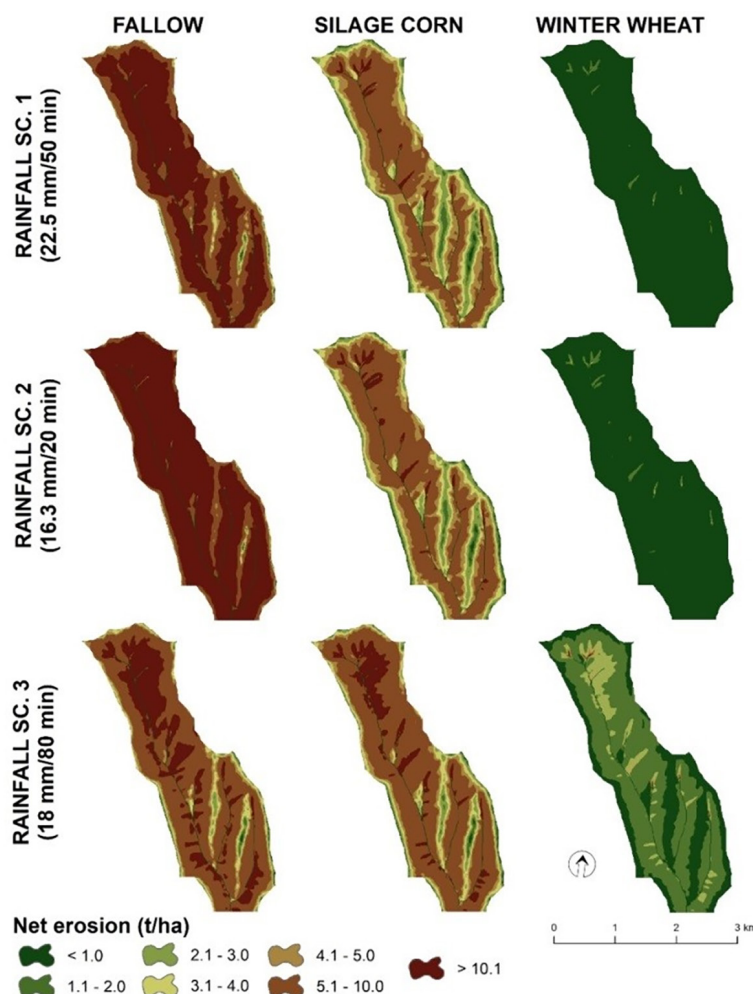 FALLOW SILAGE CORN WINTER WHEAT
RAINFALL SC. 1
(22.5 mm/50 min)
RAINFALL SC. 2
(16.3 mm/20 min)
RAINFALL SC. 3
(18 mm/80 min)
Net erosion (t/ha)
< 1.0 2.1 - 3.0 4.1 - 5.0 > 10.1
1.1 - 2.0 3.1 - 4.0 5.1 - 10.0
0 1 2 3 km